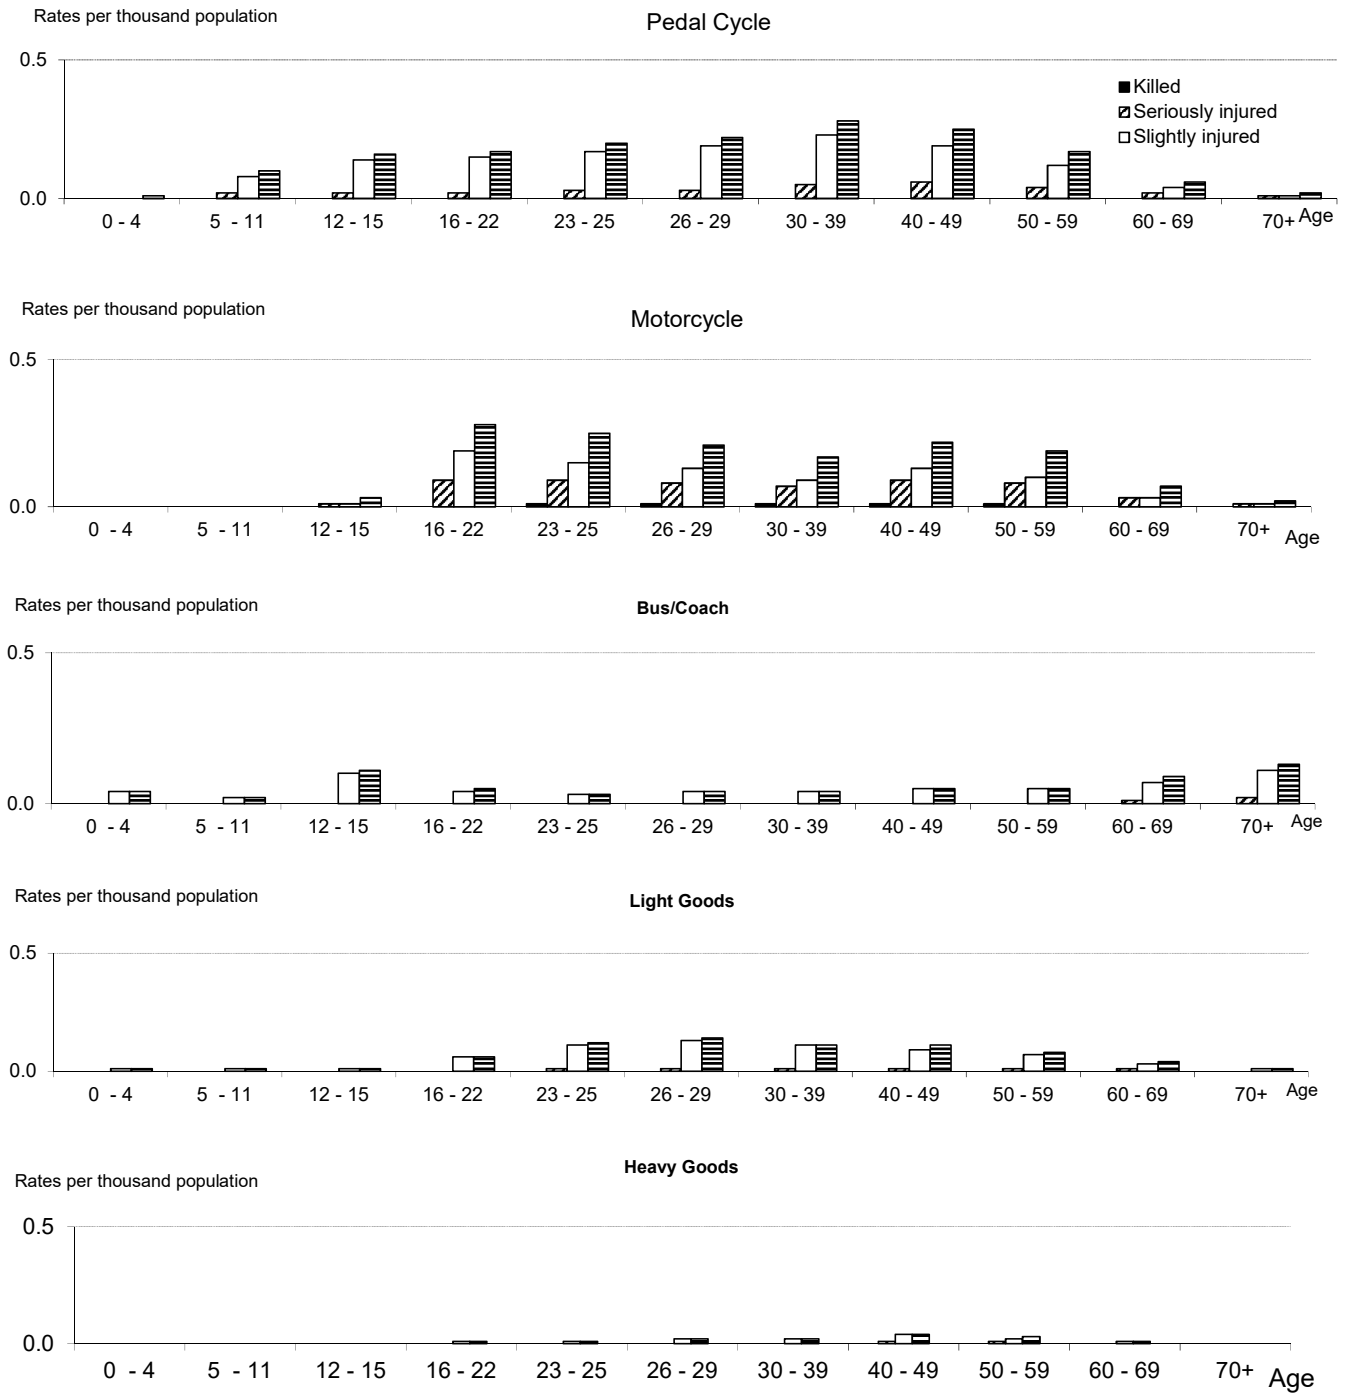 Rates per thousand population
Pedal Cycle
0.5
Killed
Seriously injured
Slightly injured
0.0
0 - 4 5 - 11 12 - 15 16 - 22 23 - 25 26 - 29 30 - 39 40 - 49 50 - 59 60 - 69 70+ Age
Rates per thousand population
Motorcycle
0.5
0.0
0 - 4 5 - 11 12 - 15 16 - 22 23 - 25 26 - 29 30 - 39 40 - 49 50 - 59 60 - 69 70+ Age
Rates per thousand population
Bus/Coach
0.5
0.0
0 - 4 5 - 11 12 - 15 16 - 22 23 - 25 26 - 29 30 - 39 40 - 49 50 - 59 60 - 69 70+ Age
Rates per thousand population
Light Goods
0.5
0.0
0 - 4 5 - 11 12 - 15 16 - 22 23 - 25 26 - 29 30 - 39 40 - 49 50 - 59 60 - 69 70+ Age
Heavy Goods
Rates per thousand population
0.5
0.0
0 - 4 5 - 11 12 - 15 16 - 22 23 - 25 26 - 29 30 - 39 40 - 49 50 - 59 60 - 69 70+ Age